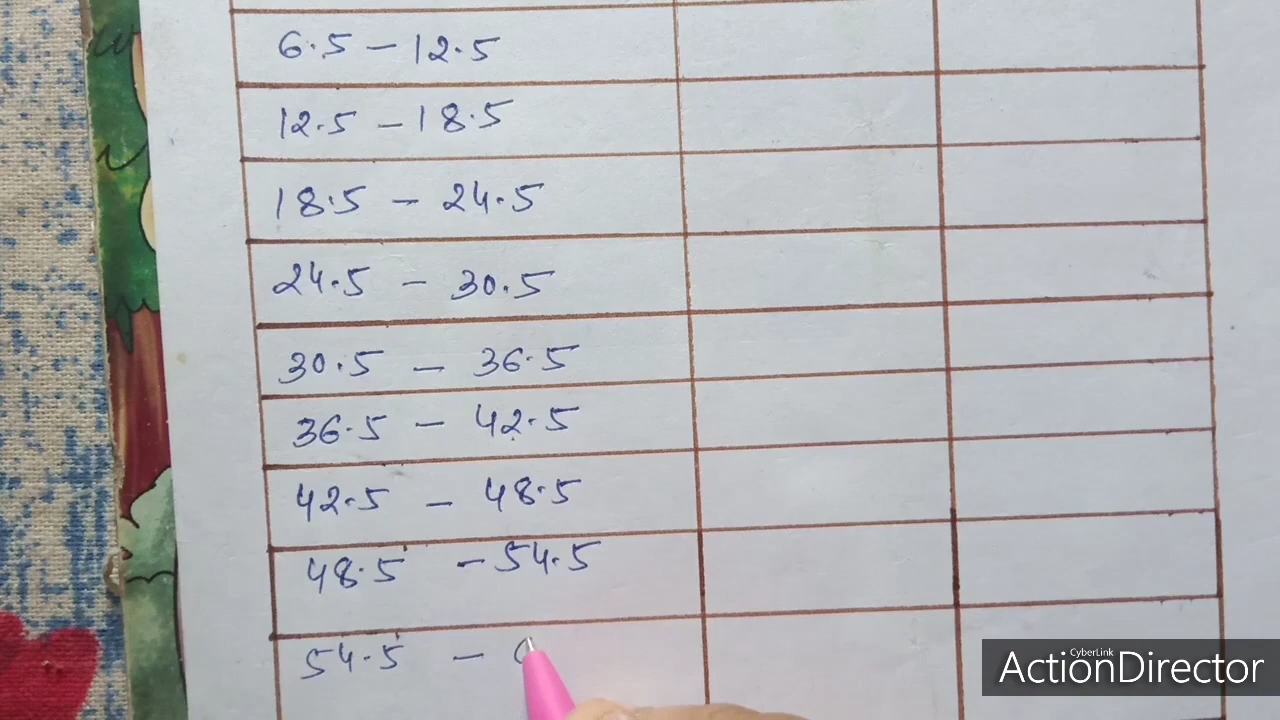 6.5 – 12.5
12.5 – 18.5
18.5 – 24.5
24.5 – 30.5
30.5 – 36.5
36.5 – 42.5
42.5 – 48.5
48.5 – 54.5
54.5 –
CyberLink
ActionDirector